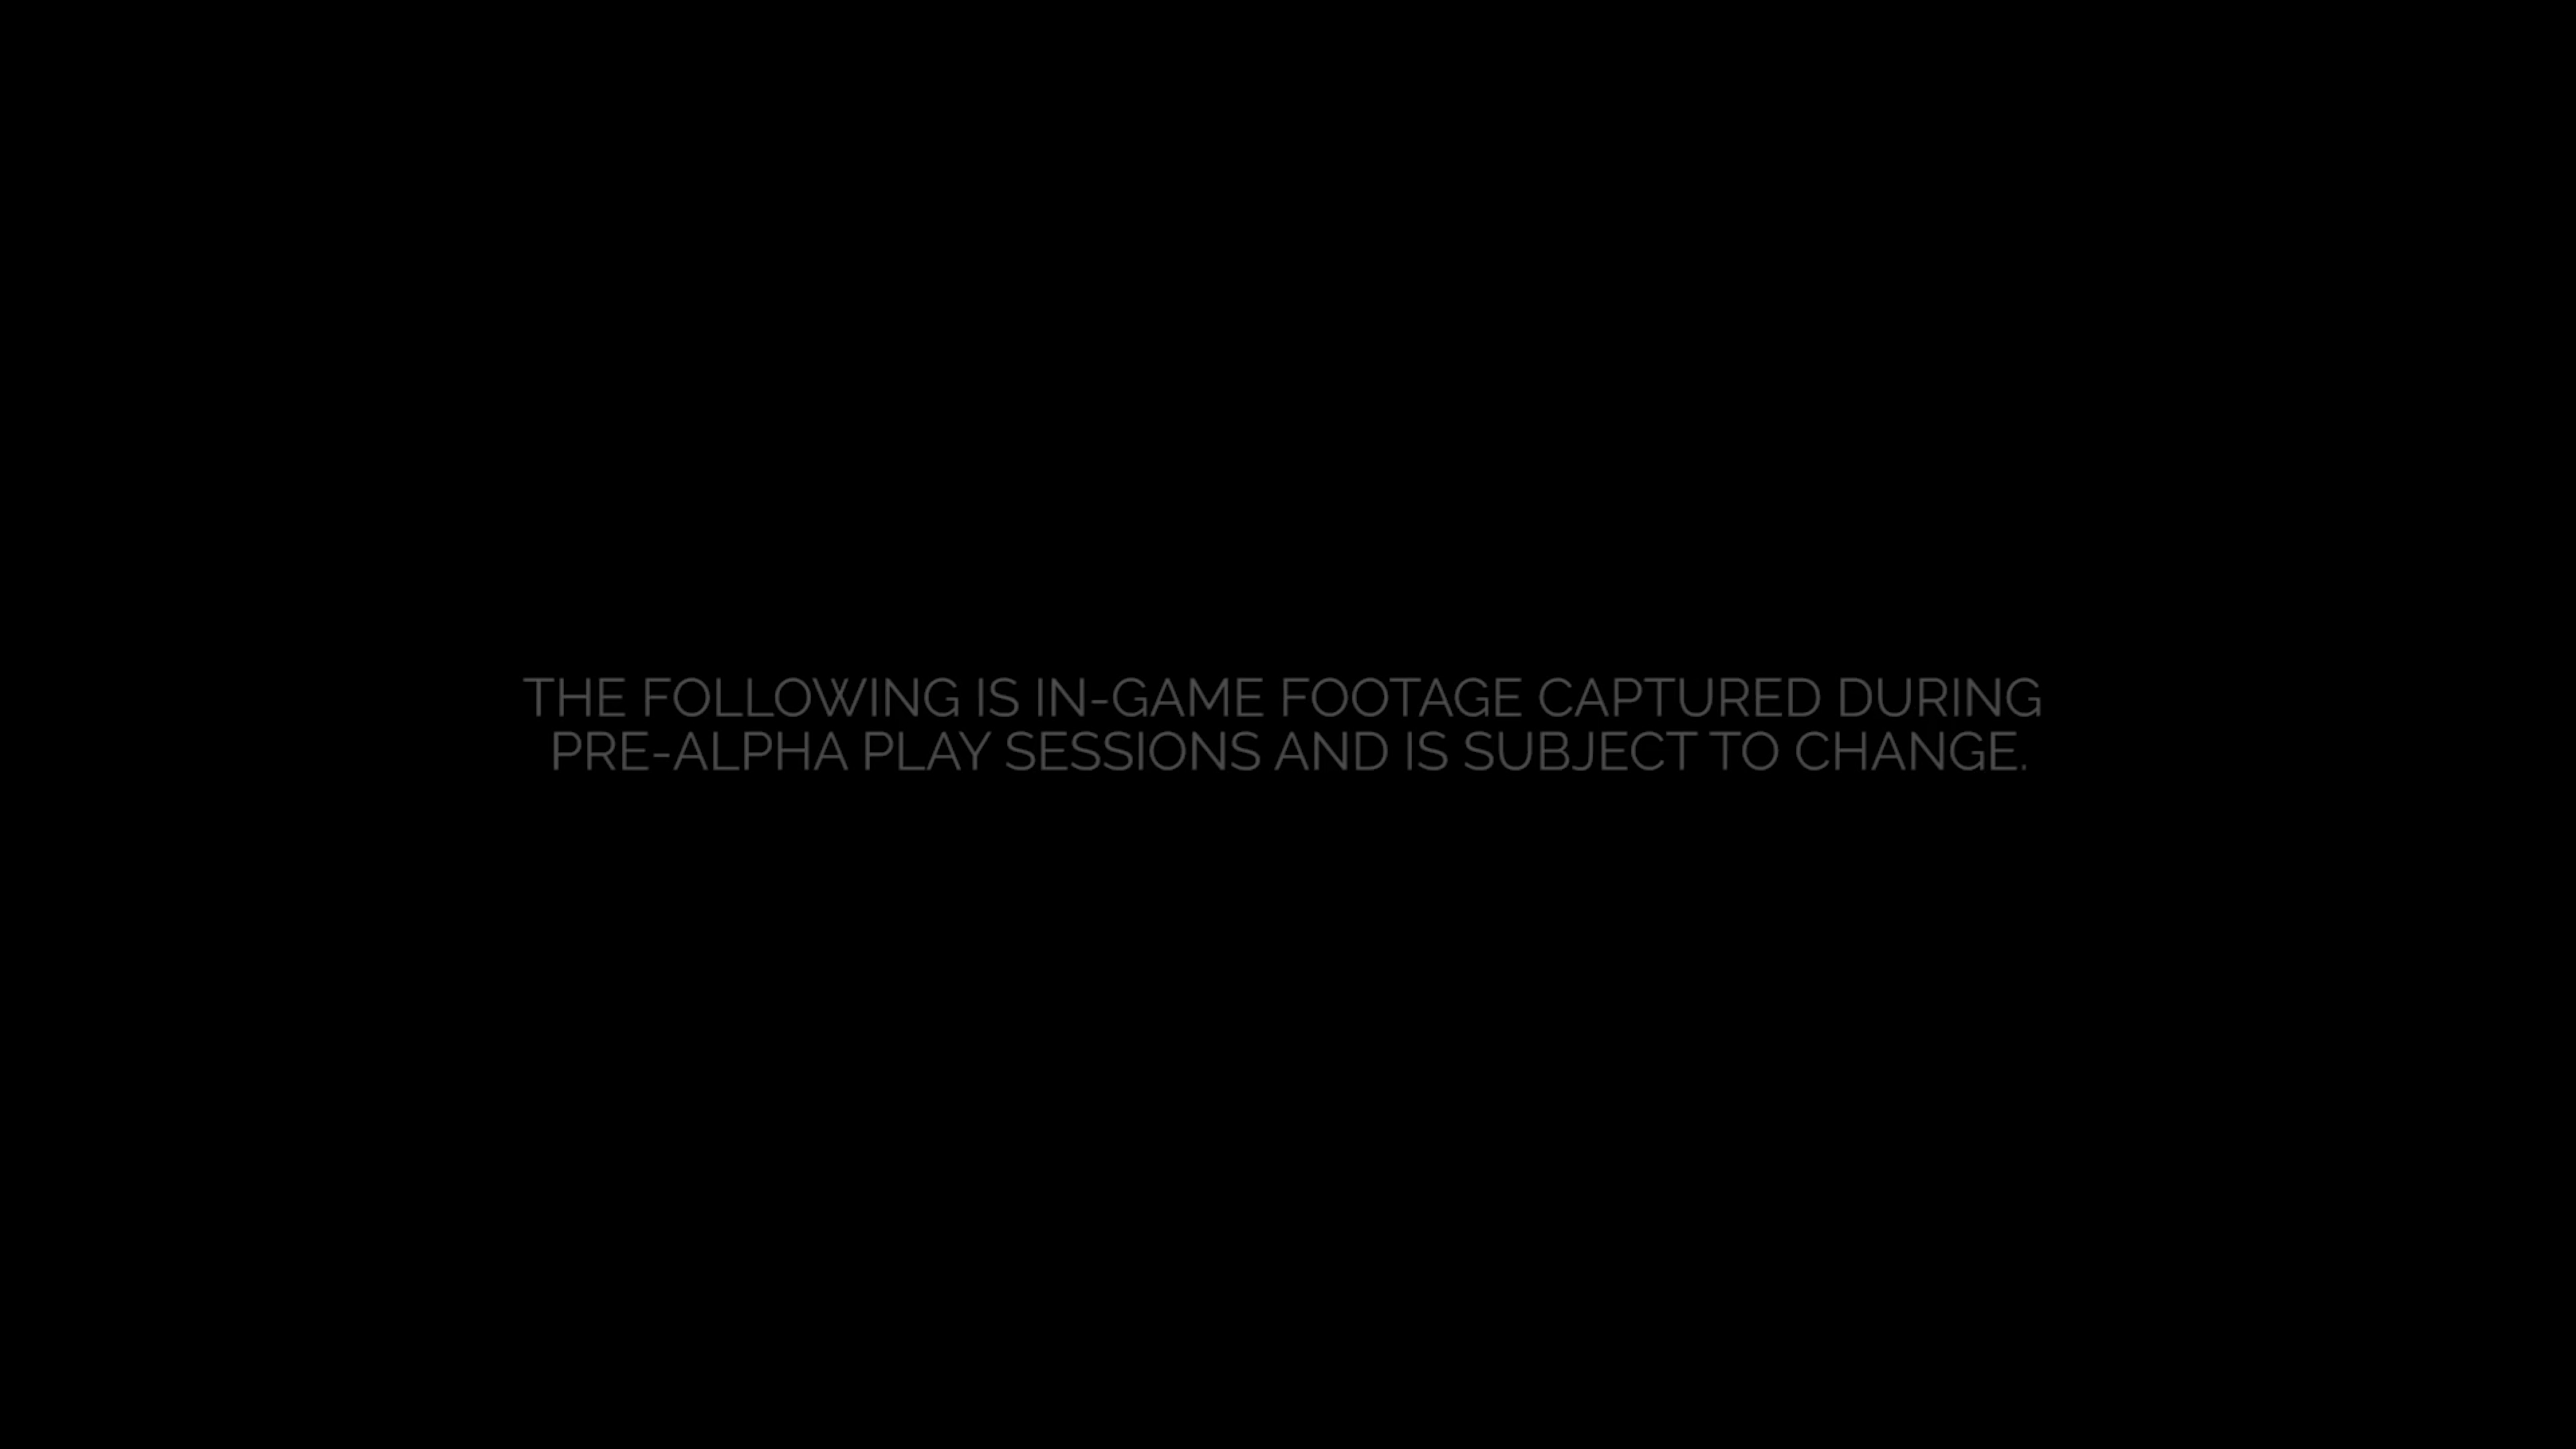 THE FOLLOWING IS IN-GAME FOOTAGE CAPTURED DURING
PRE-ALPHA PLAY SESSIONS AND IS SUBJECT TO CHANGE.